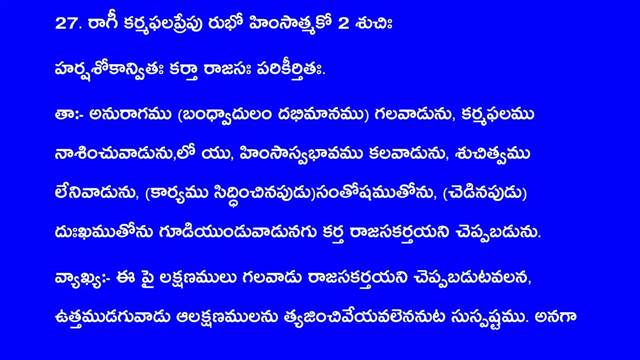 27. రాగీ కర్మఫలప్రేపు రుభో హింసాత్మకో 2 శుచిః
హర్షశోకాన్వితః కర్తా రాజసః పరికీర్తితః.
తాః- అనురాగము (బంధ్వాదులం దభిమానము) గలవాడును, కర్మఫలము
నాశించువాడును,లో యు, హింసాస్వభావము కలవాడును, శుచిత్వము
లేనివాడును, (కార్యము సిద్ధించినపుడు)సంతోషముతోను, (చెడినపుడు)
దుఃఖముతోను గూడియుండువాడునగు కర్త రాజసకర్తయని చెప్పబడును.
వ్యాఖ్యః- ఈ పై లక్షణములు గలవాడు రాజసకర్తయని చెప్పబడుటవలన,
ఉత్తముడగువాడు ఆలక్షణములను త్యజించివేయవలెననుట సుస్పష్టము. అనగా